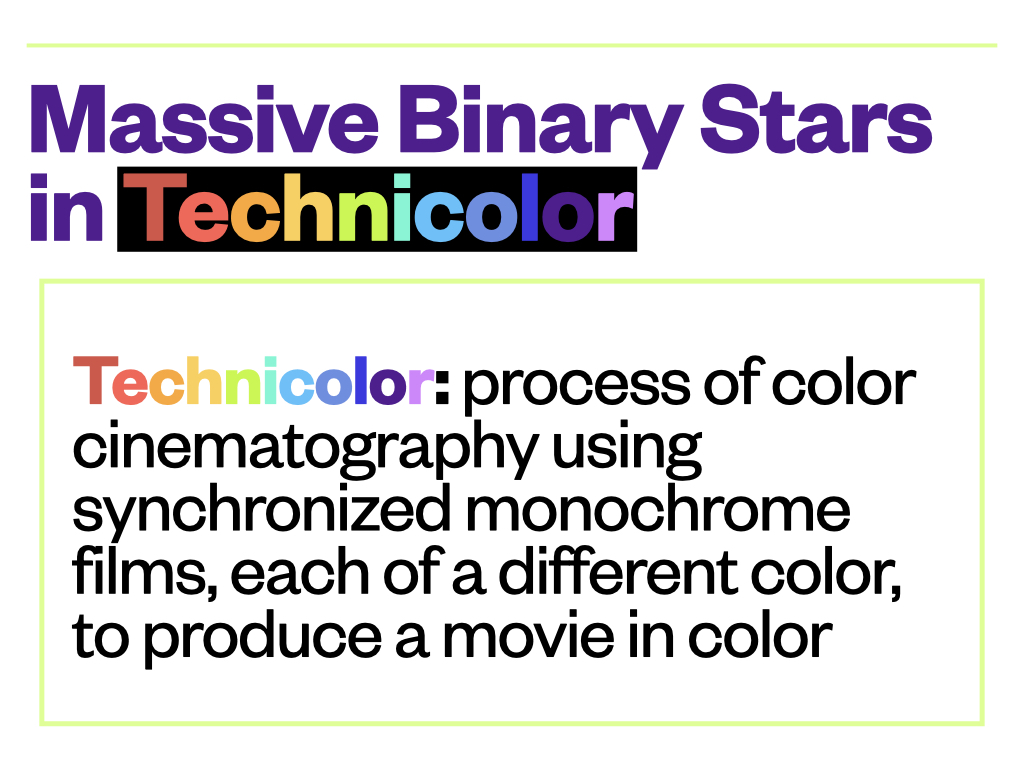 Massive Binary Stars
in Technicolor
Technicolor: process of color
cinematography using
synchronized monochrome
films, each of a different color,
to produce a movie in color